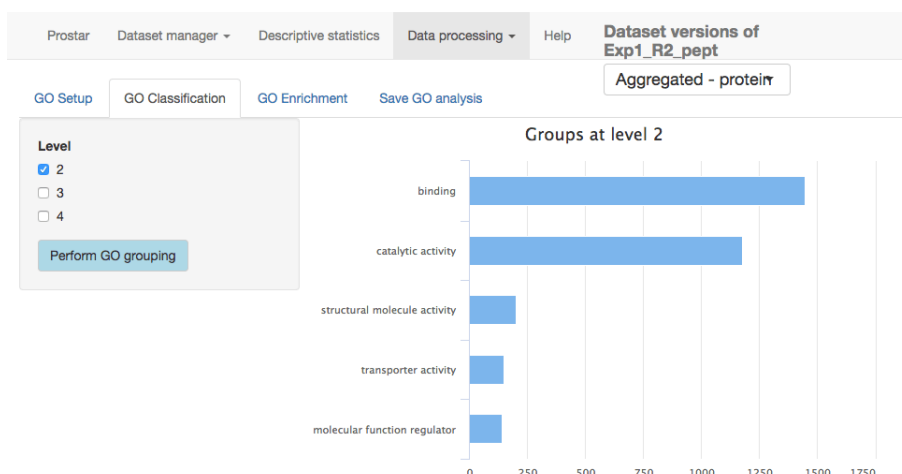 Prostar Dataset manager Descriptive statistics Data processing Help
Dataset versions of
Exp1_R2_pept
Aggregated - protein
GO Setup GO Classification GO Enrichment Save GO analysis
Level
2
3
4
Perform GO grouping
Groups at level 2
binding
catalytic activity
structural molecule activity
transporter activity
molecular function regulator
0 250 500 750 1000 1250 1500 1750